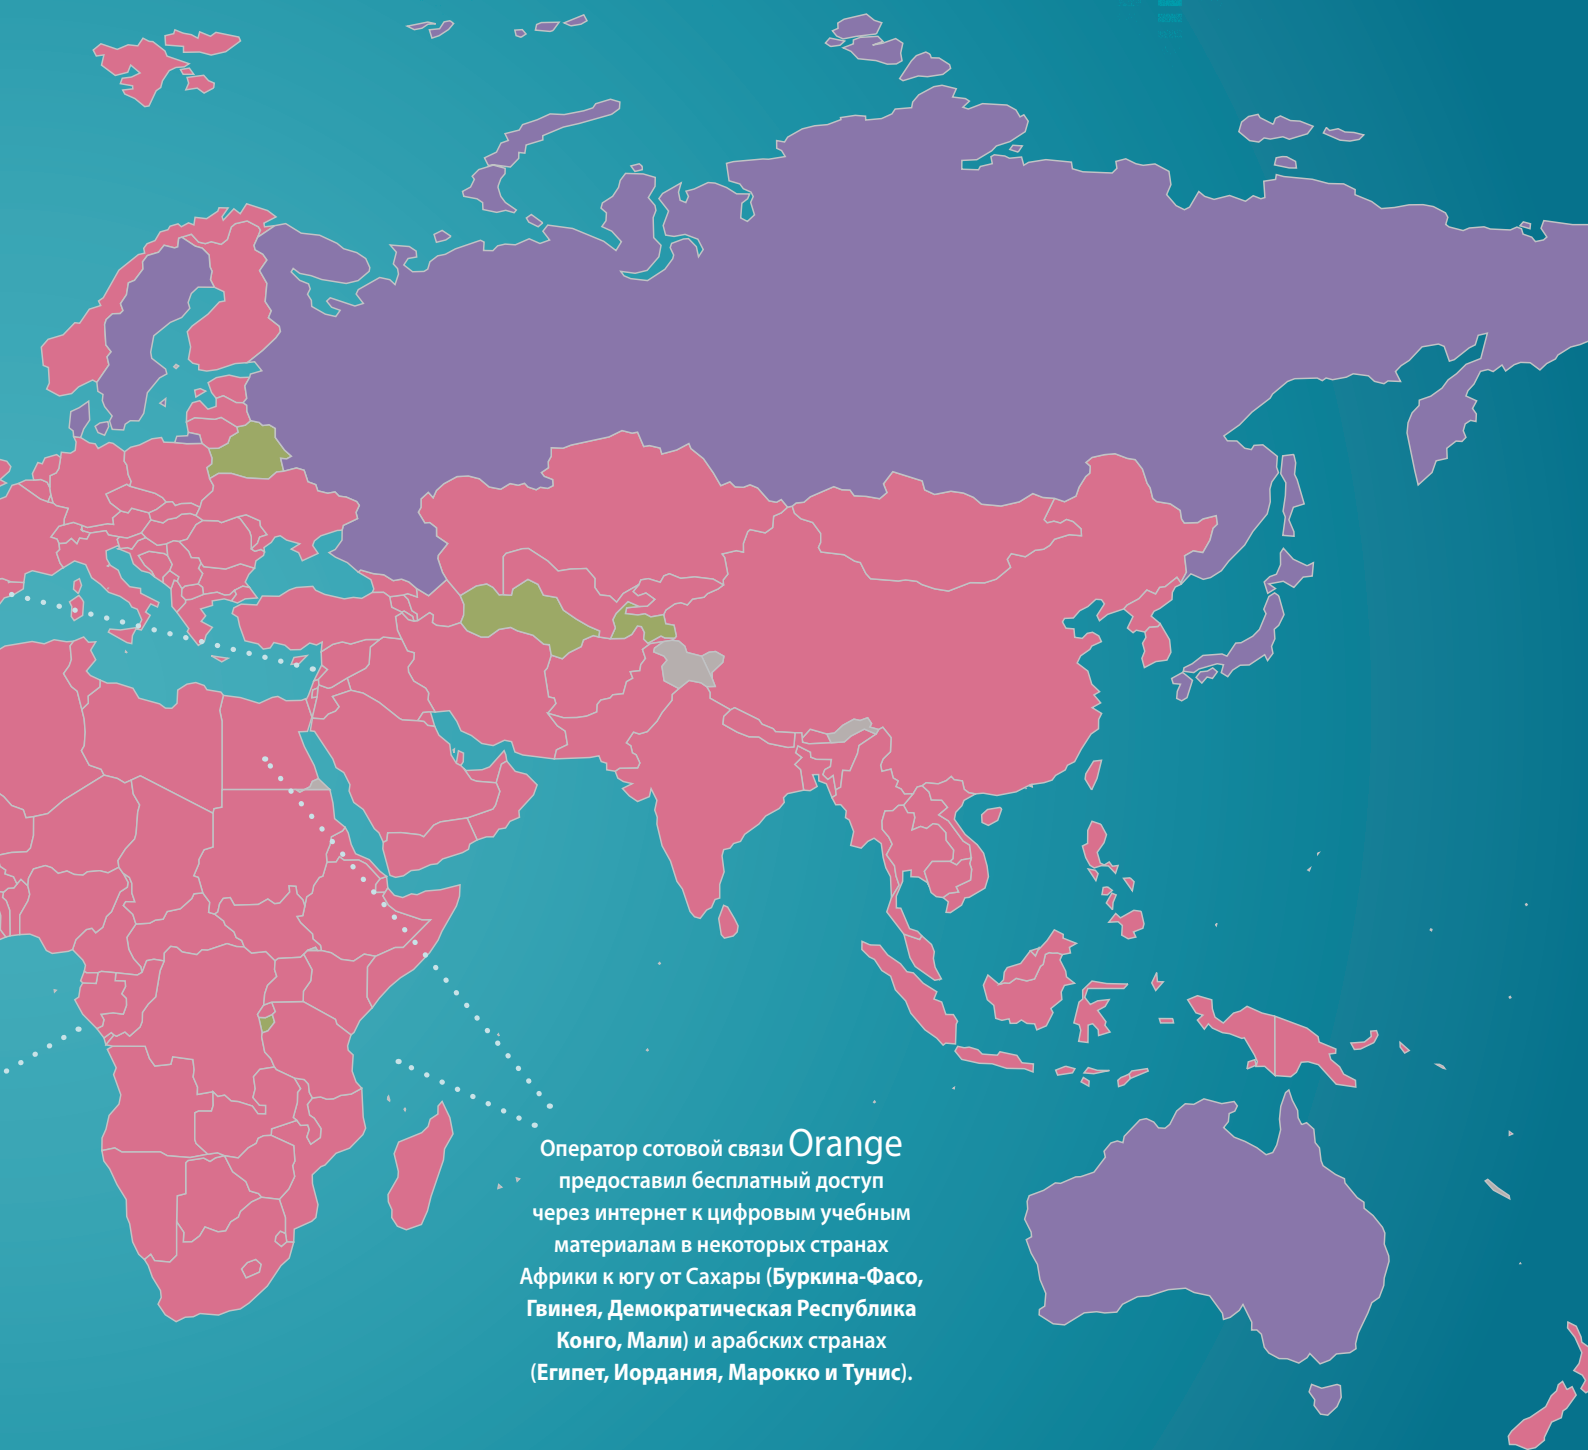 Оператор сотовой связи Orange
предоставил бесплатный доступ
через интернет к цифровым учебным
материалам в некоторых странах
Африки к югу от Сахары (Буркина-Фасо,
Гвинея, Демократическая Республика
Конго, Мали) и арабских странах
(Египет, Иордания, Марокко и Тунис).